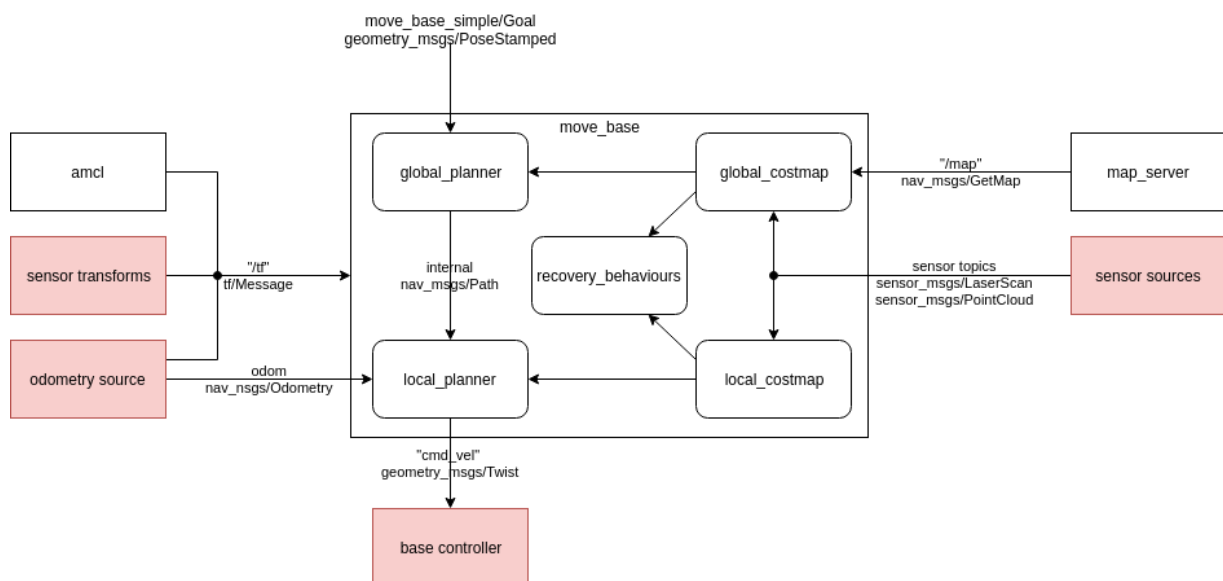 move_base_simple/Goal
geometry_msgs/PoseStamped
move_base
amcl
global_planner
global_costmap
"/map"
nav_msgs/GetMap
map_server
sensor transforms
"/tf"
tf/Message
internal
nav_msgs/Path
recovery_behaviours
sensor topics
sensor_msgs/LaserScan
sensor_msgs/PointCloud
sensor sources
odometry source
odom
nav_nsgs/Odometry
local_planner
local_costmap
"cmd_vel"
geometry_msgs/Twist
base controller